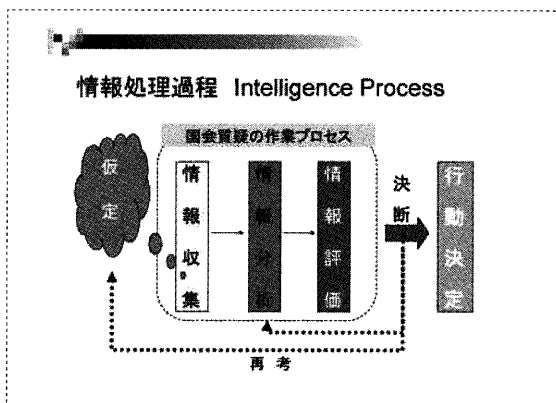 情報処理過程 Intelligence Process
国会質疑の作業プロセス
仮定
情報収集
情報分析
情報評価
決断
行動決定
再考